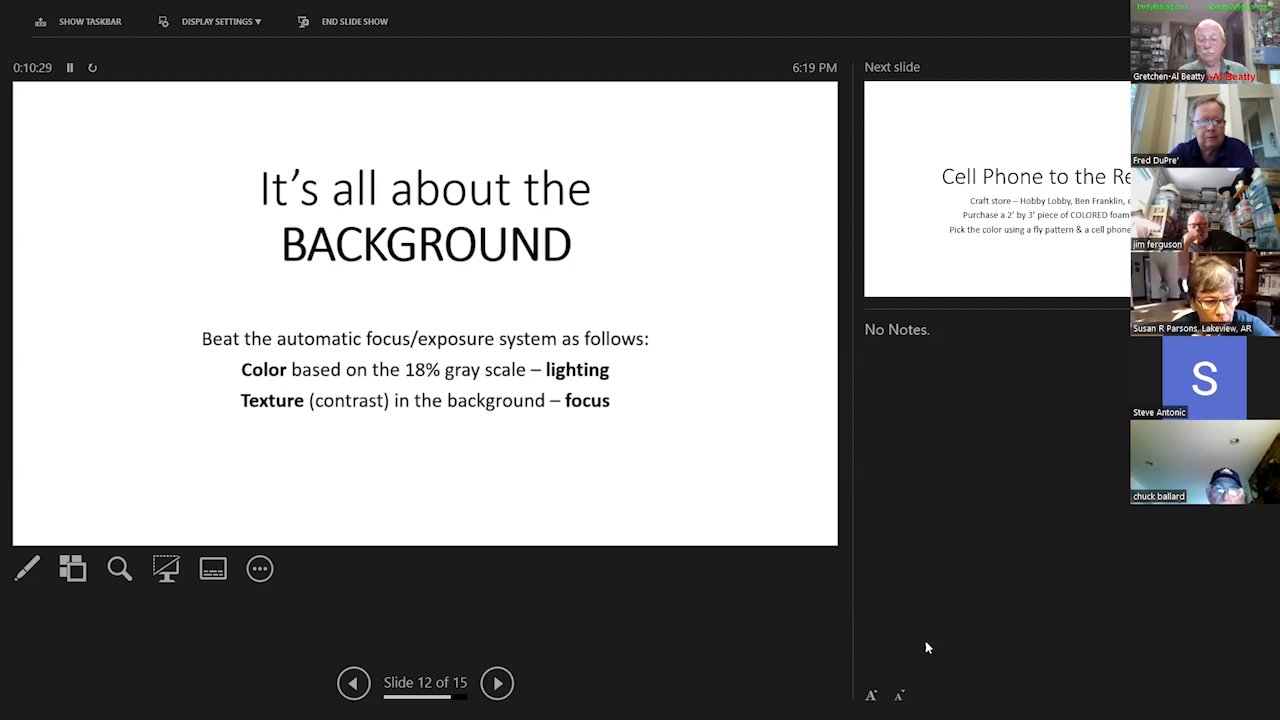 SHOW TASKBAR
DISPLAY SETTINGS ▼
END SLIDE SHOW
0:10:29
6:19 PM
It's all about the
BACKGROUND
Beat the automatic focus/exposure system as follows:
Color based on the 18% gray scale – lighting
Texture (contrast) in the background – focus
Slide 12 of 15
Next slide
Cell Phone to the Re
Craft store – Hobby Lobby, Ben Franklin, e
Purchase a 2' by 3' piece of COLORED foam
Pick the color using a fly pattern & a cell phone
No Notes.
A A
Gretchen-Al Beatty
-Al Beatty
Fred DuPre'
jim ferguson
Susan R Parsons, Lakeview, AR
S
Steve Antonic
chuck ballard